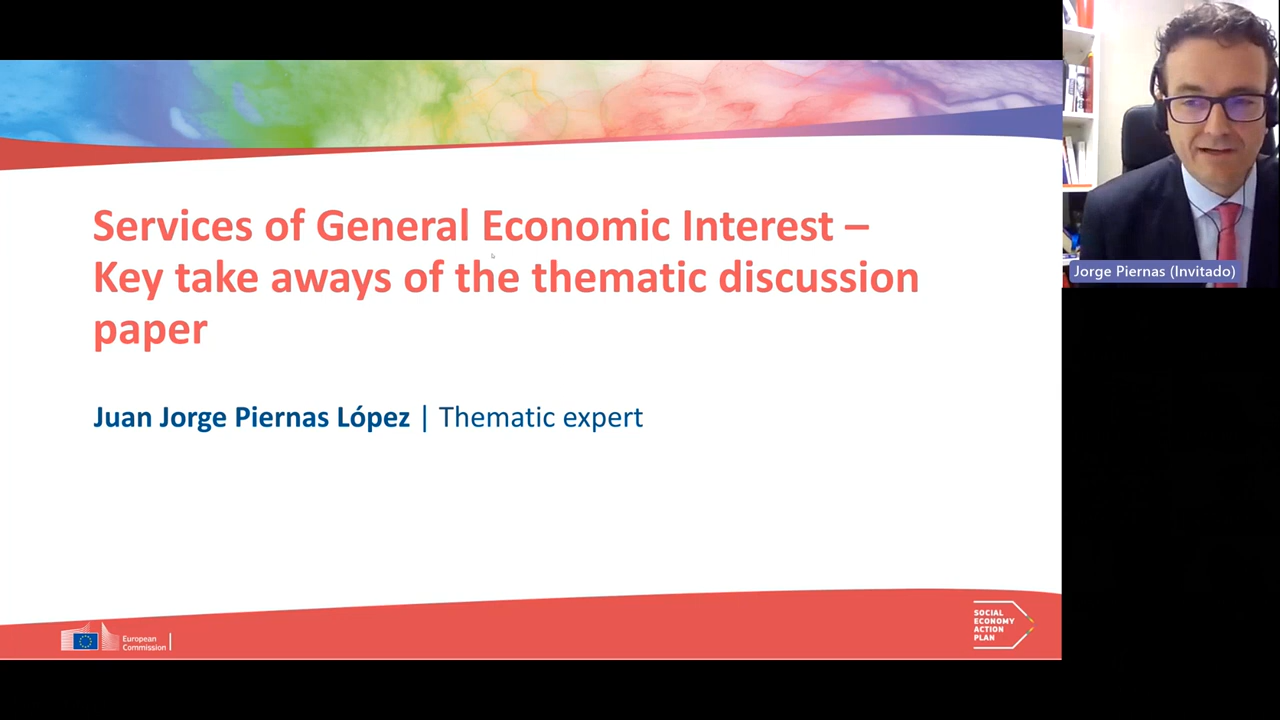 Services of General Economic Interest –
Key take aways of the thematic discussion
paper
Juan Jorge Piernas López | Thematic expert
European
Commission
SOCIAL
ECONOMY
ACTION
PLAN
Jorge Piernas (Invitado)